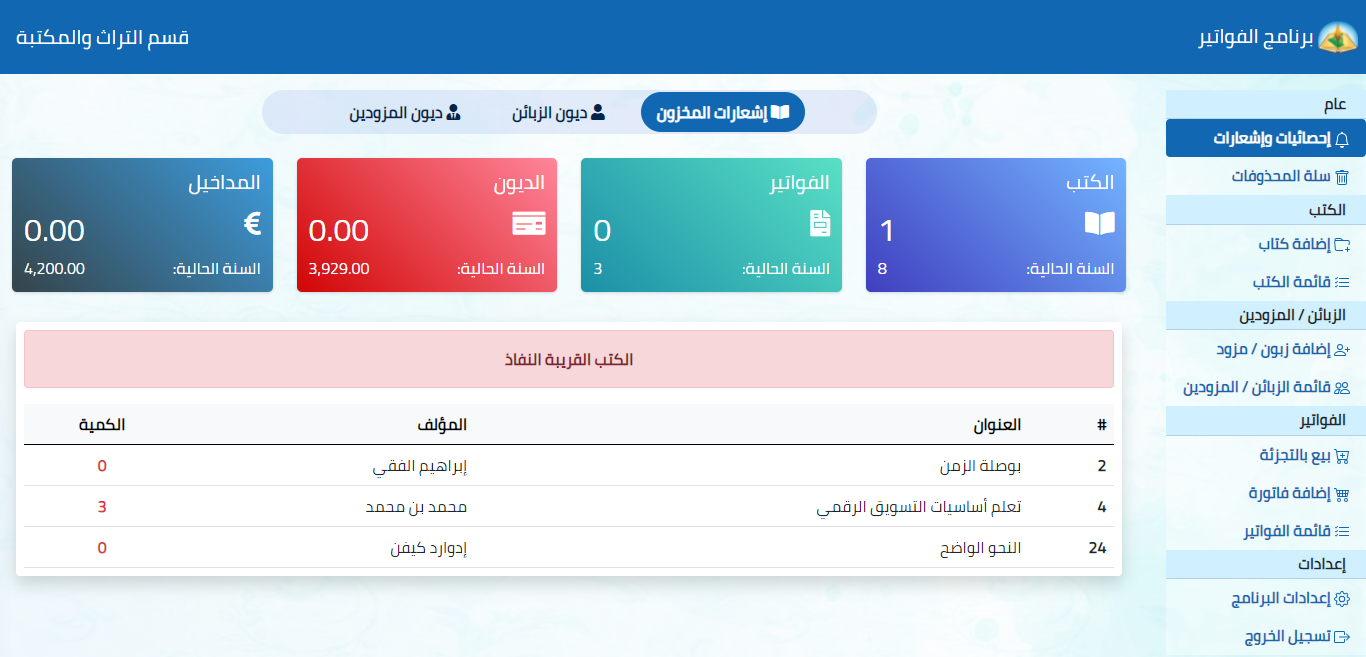 برنامج الفواتير
قسم التراث والمكتبة
عام
إحصائيات وإشعارات
سلة المحذوفات
الكتب
إضافة كتاب
قائمة الكتب
الزبائن / المزودين
إضافة زبون / مزود
قائمة الزبائن / المزودين
الفواتير
بيع بالتجزئة
إضافة فاتورة
قائمة الفواتير
إعدادات
إعدادات البرنامج
تسجيل الخروج
إشعارات المخزون
ديون الزبائن
ديون المزودين
الكتب
1
السنة الحالية: 8
الفواتير
0
السنة الحالية: 3
الديون
0.00
السنة الحالية: 3,929.00
المداخيل
€ 0.00
السنة الحالية: 4,200.00
الكتب القريبة النفاذ
# العنوان المؤلف الكمية
2 بوصلة الزمن إبراهيم الفقي 0
4 تعلم أساسيات التسويق الرقمي محمد بن محمد 3
24 النحو الواضح إدوارد كيفن 0